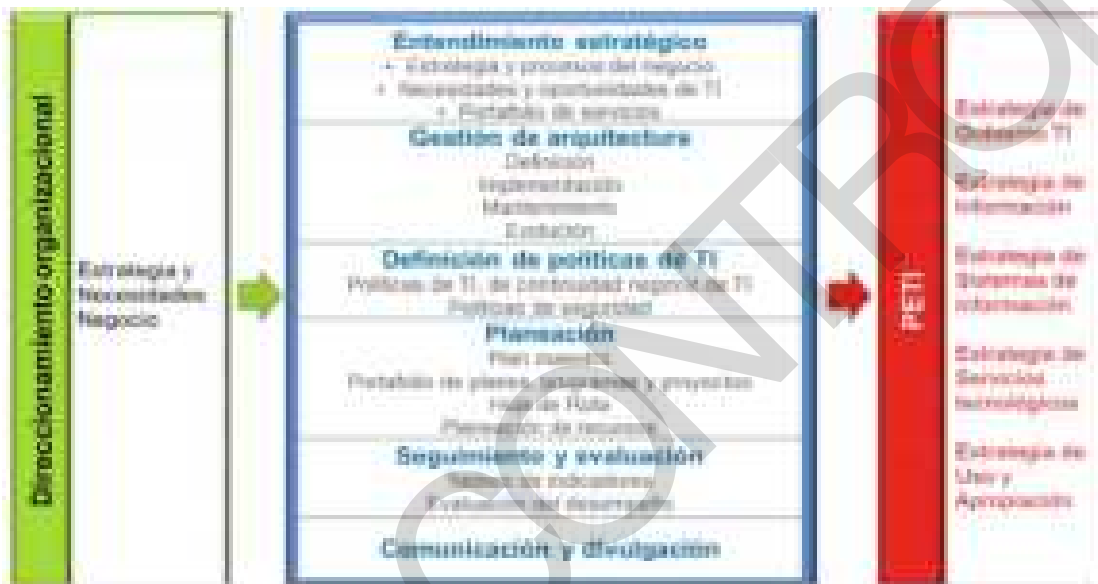 Direccionamiento organizacional
Estrategia y
Necesidades
Negocio
Entendimiento estratégico
• Estrategia y procesos del negocio
• Necesidades y oportunidades de TI
• Portafolio de servicios
Gestión de arquitectura
Definición
Implementación
Mantenimiento
Evolución
Definición de políticas de TI
Políticas de TI, de continuidad negocio de TI
Políticas de seguridad
Planeación
Plan maestro
Portafolio de planes, programas y proyectos
Hoja de Ruta
Planeación de recursos
Seguimiento y evaluación
de indicadores
Evaluación del desempeño
Comunicación y divulgación
PETI
Estrategia de
Gobierno TI
Estrategia de
Información
Estrategia de
Sistemas de
información
Estrategia de
Servicios
tecnológicos
Estrategia de
Uso y
Apropiación